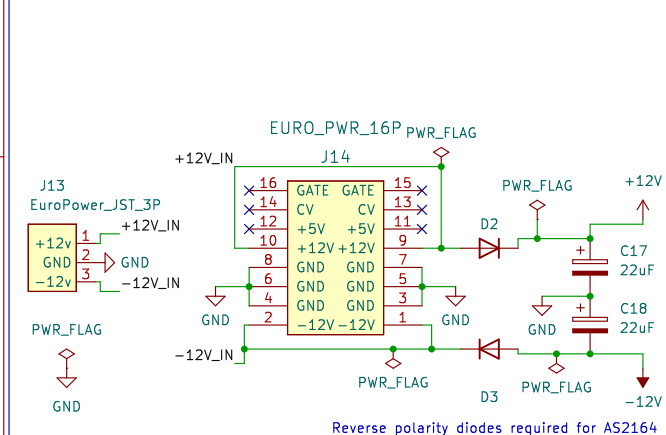 EURO_PWR_16P
PWR_FLAG
+12V_IN
J14
16 GATE GATE 15
14 CV CV 13
12 +5V +5V 11
10 +12V +12V 9
8 GND GND 7
6 GND GND 5
4 GND GND 3
2 -12V -12V 1
GND
GND
-12V_IN
PWR_FLAG
J13
EuroPower_JST_3P
+12v 1 +12V_IN
GND 2 GND
-12v 3 -12V_IN
PWR_FLAG
GND
PWR_FLAG
+12V
D2
+
C17
22uF
+
C18
22uF
GND
D3
PWR_FLAG
-12V
Reverse polarity diodes required for AS2164